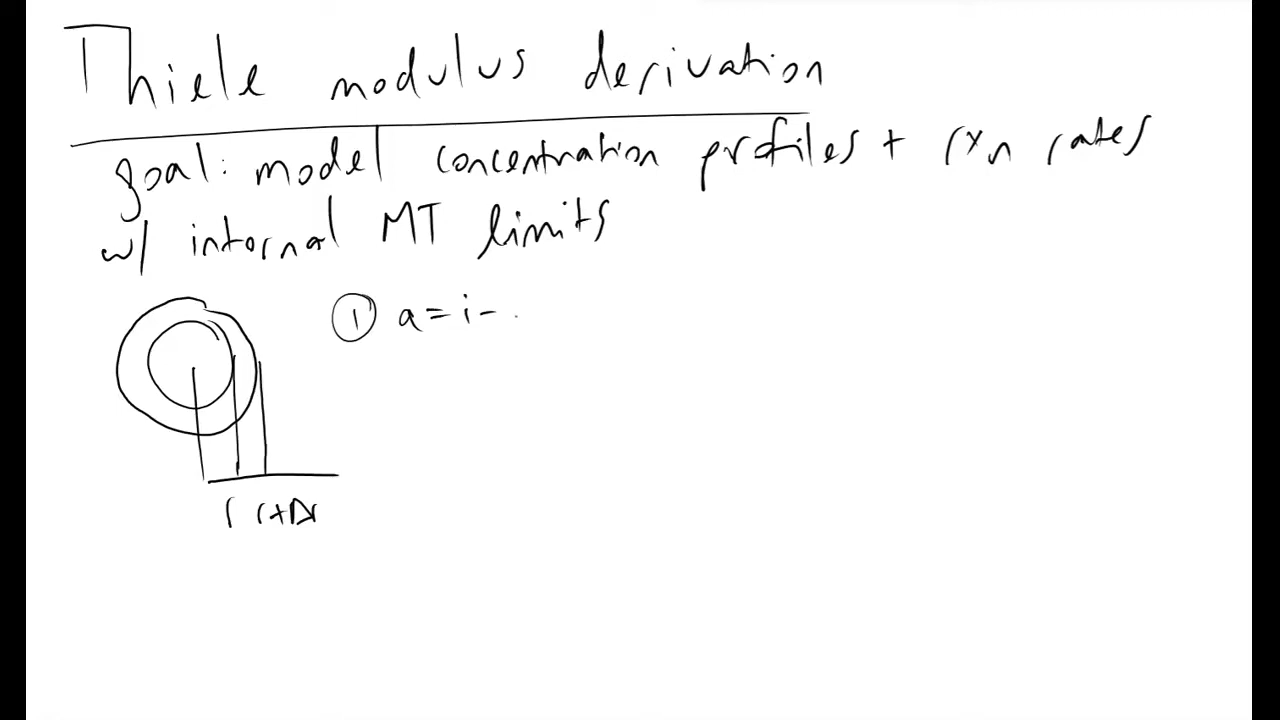 Thiele modulus derivation
goal: model concentration profiles + rxn rates
w/ internal MT limits
① a=i-
r r+Δr